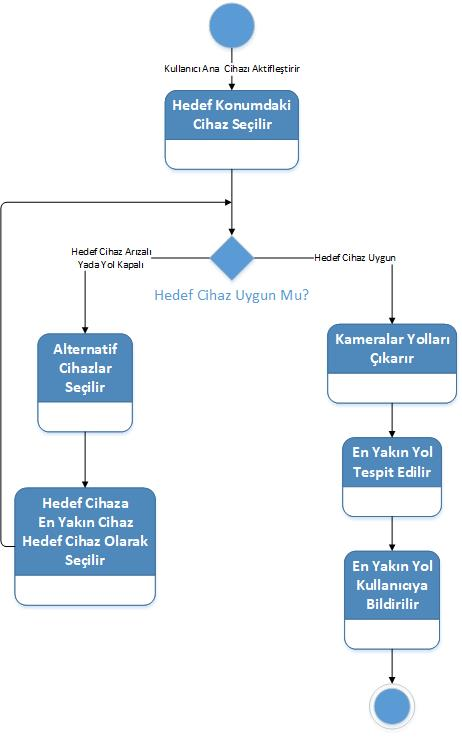 Kullanıcı Ana Cihazı Aktifleştirir
Hedef Konumdaki
Cihaz Seçilir
Hedef Cihaz Arızalı
Yada Yol Kapalı
Hedef Cihaz Uygun
Hedef Cihaz Uygun Mu?
Alternatif
Cihazlar
Seçilir
Hedef Cihaza
En Yakın Cihaz
Hedef Cihaz Olarak
Seçilir
Kameralar Yolları
Çıkarır
En Yakın Yol
Tespit Edilir
En Yakın Yol
Kullanıcıya
Bildirilir